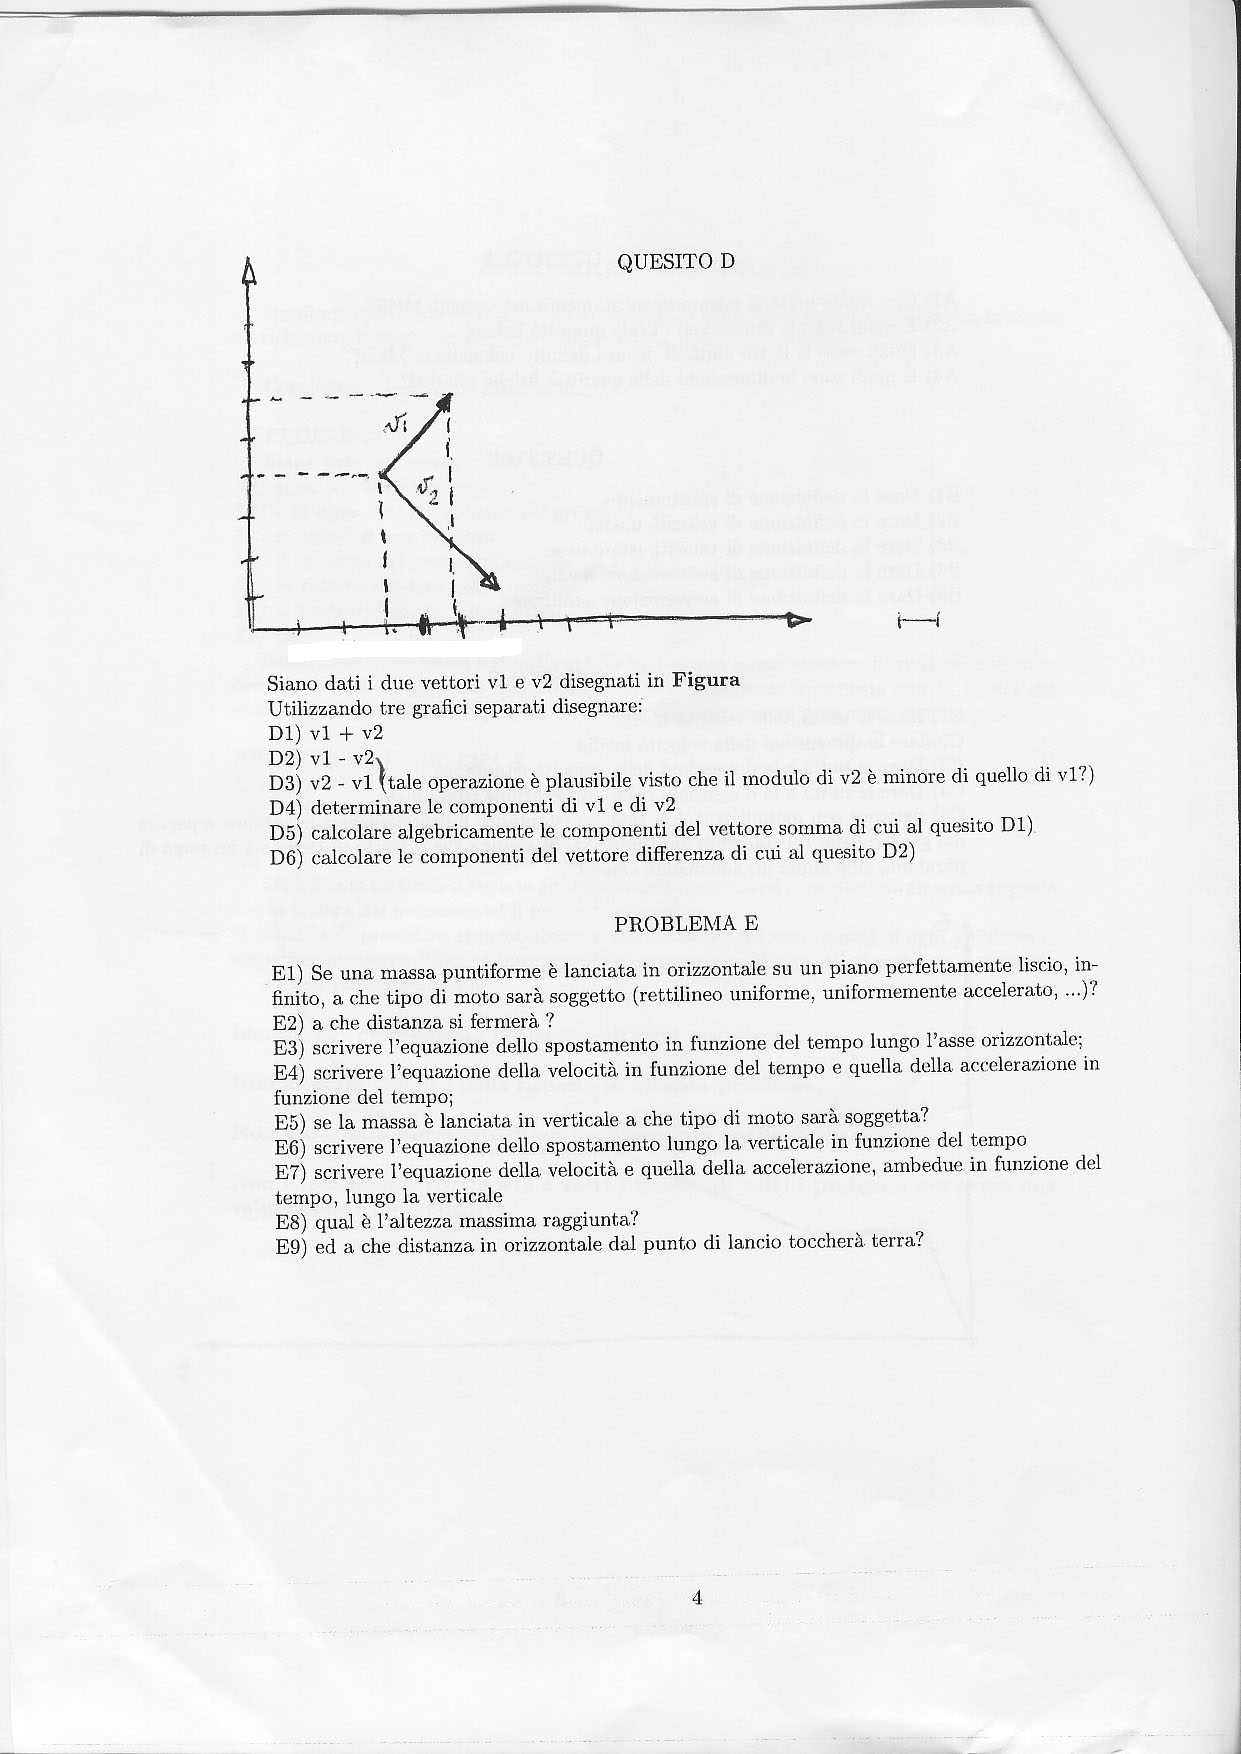 QUESITO D
v1
v2
Siano dati i due vettori v1 e v2 disegnati in Figura
Utilizzando tre grafici separati disegnare:
D1) v1 + v2
D2) v1 - v2
D3) v2 - v1 (tale operazione è plausibile visto che il modulo di v2 è minore di quello di v1?)
D4) determinare le componenti di v1 e di v2
D5) calcolare algebricamente le componenti del vettore somma di cui al quesito D1)
D6) calcolare le componenti del vettore differenza di cui al quesito D2)
PROBLEMA E
E1) Se una massa puntiforme è lanciata in orizzontale su un piano perfettamente liscio, in-
finito, a che tipo di moto sarà soggetto (rettilineo uniforme, uniformemente accelerato, ...)?
E2) a che distanza si fermerà ?
E3) scrivere l'equazione dello spostamento in funzione del tempo lungo l'asse orizzontale;
E4) scrivere l'equazione della velocità in funzione del tempo e quella della accelerazione in
funzione del tempo;
E5) se la massa è lanciata in verticale a che tipo di moto sarà soggetta?
E6) scrivere l'equazione dello spostamento lungo la verticale in funzione del tempo
E7) scrivere l'equazione della velocità e quella della accelerazione, ambedue in funzione del
tempo, lungo la verticale
E8) qual è l'altezza massima raggiunta?
E9) ed a che distanza in orizzontale dal punto di lancio toccherà terra?
4